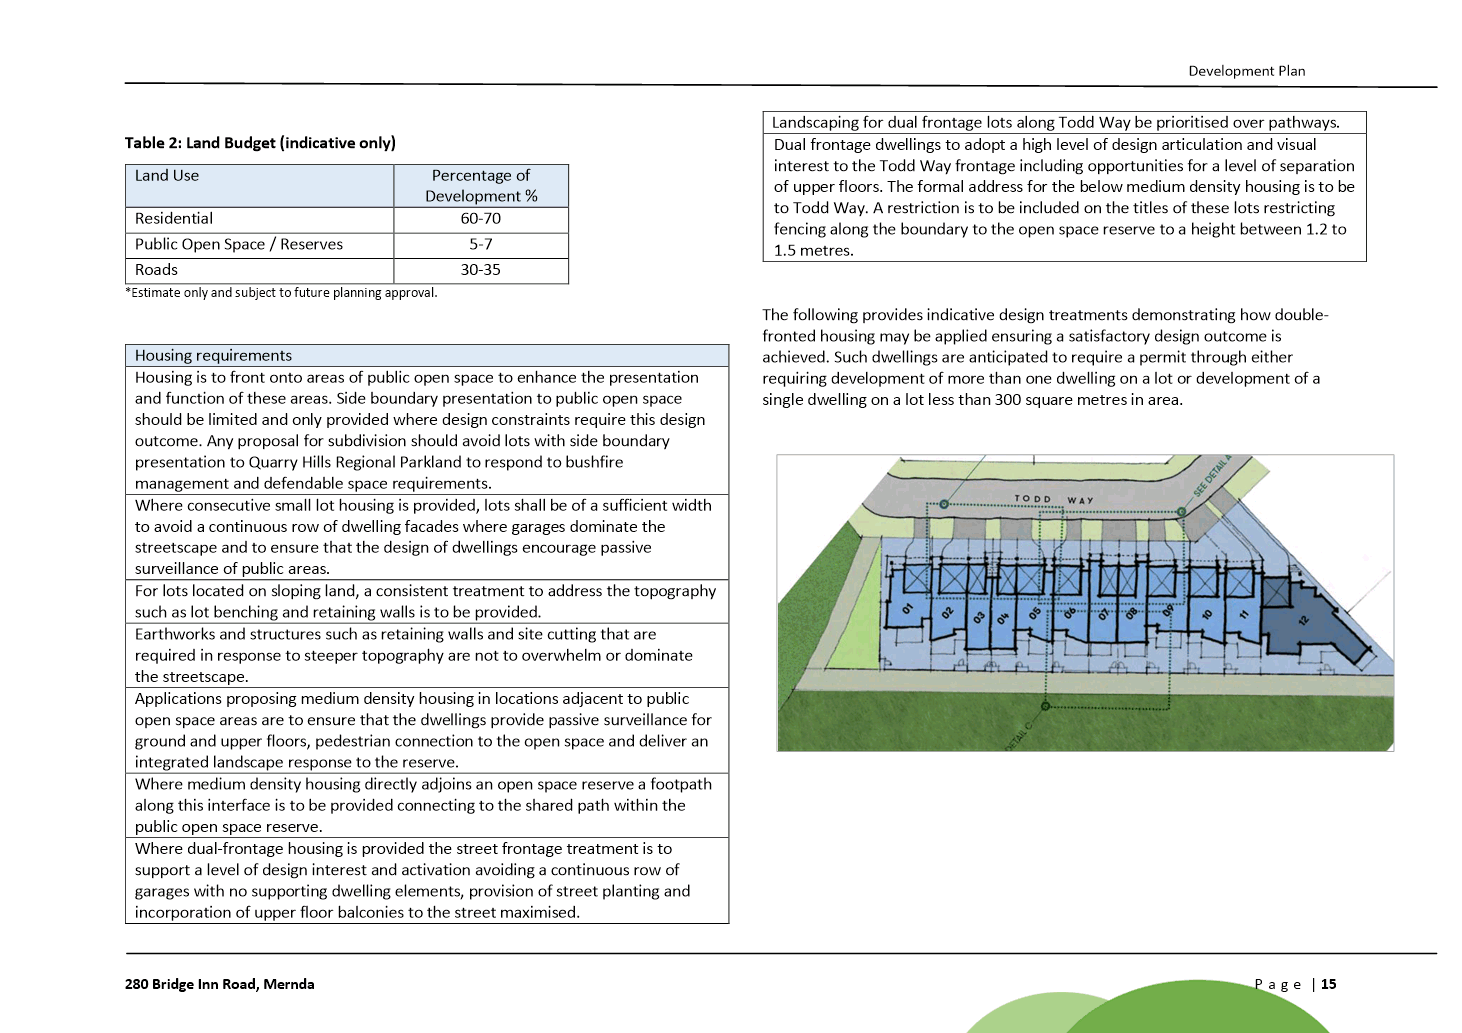 Development Plan
Table 2: Land Budget (indicative only)
Land Use
Percentage of
Development %
Residential
60-70
Public Open Space / Reserves
5-7
Roads
30-35
*Estimate only and subject to future planning approval.
Housing requirements
Housing is to front onto areas of public open space to enhance the presentation
and function of these areas. Side boundary presentation to public open space
should be limited and only provided where design constraints require this design
outcome. Any proposal for subdivision should avoid lots with side boundary
presentation to Quarry Hills Regional Parkland to respond to bushfire
management and defendable space requirements.
Where consecutive small lot housing is provided, lots shall be of a sufficient width
to avoid a continuous row of dwelling facades where garages dominate the
streetscape and to ensure that the design of dwellings encourage passive
surveillance of public areas.
For lots located on sloping land, a consistent treatment to address the topography
such as lot benching and retaining walls is to be provided.
Earthworks and structures such as retaining walls and site cutting that are
required in response to steeper topography are not to overwhelm or dominate
the streetscape.
Applications proposing medium density housing in locations adjacent to public
open space areas are to ensure that the dwellings provide passive surveillance for
ground and upper floors, pedestrian connection to the open space and deliver an
integrated landscape response to the reserve.
Where medium density housing directly adjoins an open space reserve a footpath
along this interface is to be provided connecting to the shared path within the
public open space reserve.
Where dual-frontage housing is provided the street frontage treatment is to
support a level of design interest and activation avoiding a continuous row of
garages with no supporting dwelling elements, provision of street planting and
incorporation of upper floor balconies to the street maximised.
Landscaping for dual frontage lots along Todd Way be prioritised over pathways.
Dual frontage dwellings to adopt a high level of design articulation and visual
interest to the Todd Way frontage including opportunities for a level of separation
of upper floors. The formal address for the below medium density housing is to be
to Todd Way. A restriction is to be included on the titles of these lots restricting
fencing along the boundary to the open space reserve to a height between 1.2 to
1.5 metres.
The following provides indicative design treatments demonstrating how double-
fronted housing may be applied ensuring a satisfactory design outcome is
achieved. Such dwellings are anticipated to require a permit through either
requiring development of more than one dwelling on a lot or development of a
single dwelling on a lot less than 300 square metres in area.
TODD WAY
SEE DETAIL A
01
02
03
04
05
06
07
08
09
10
11
12
DETAIL C
280 Bridge Inn Road, Mernda
Page | 15